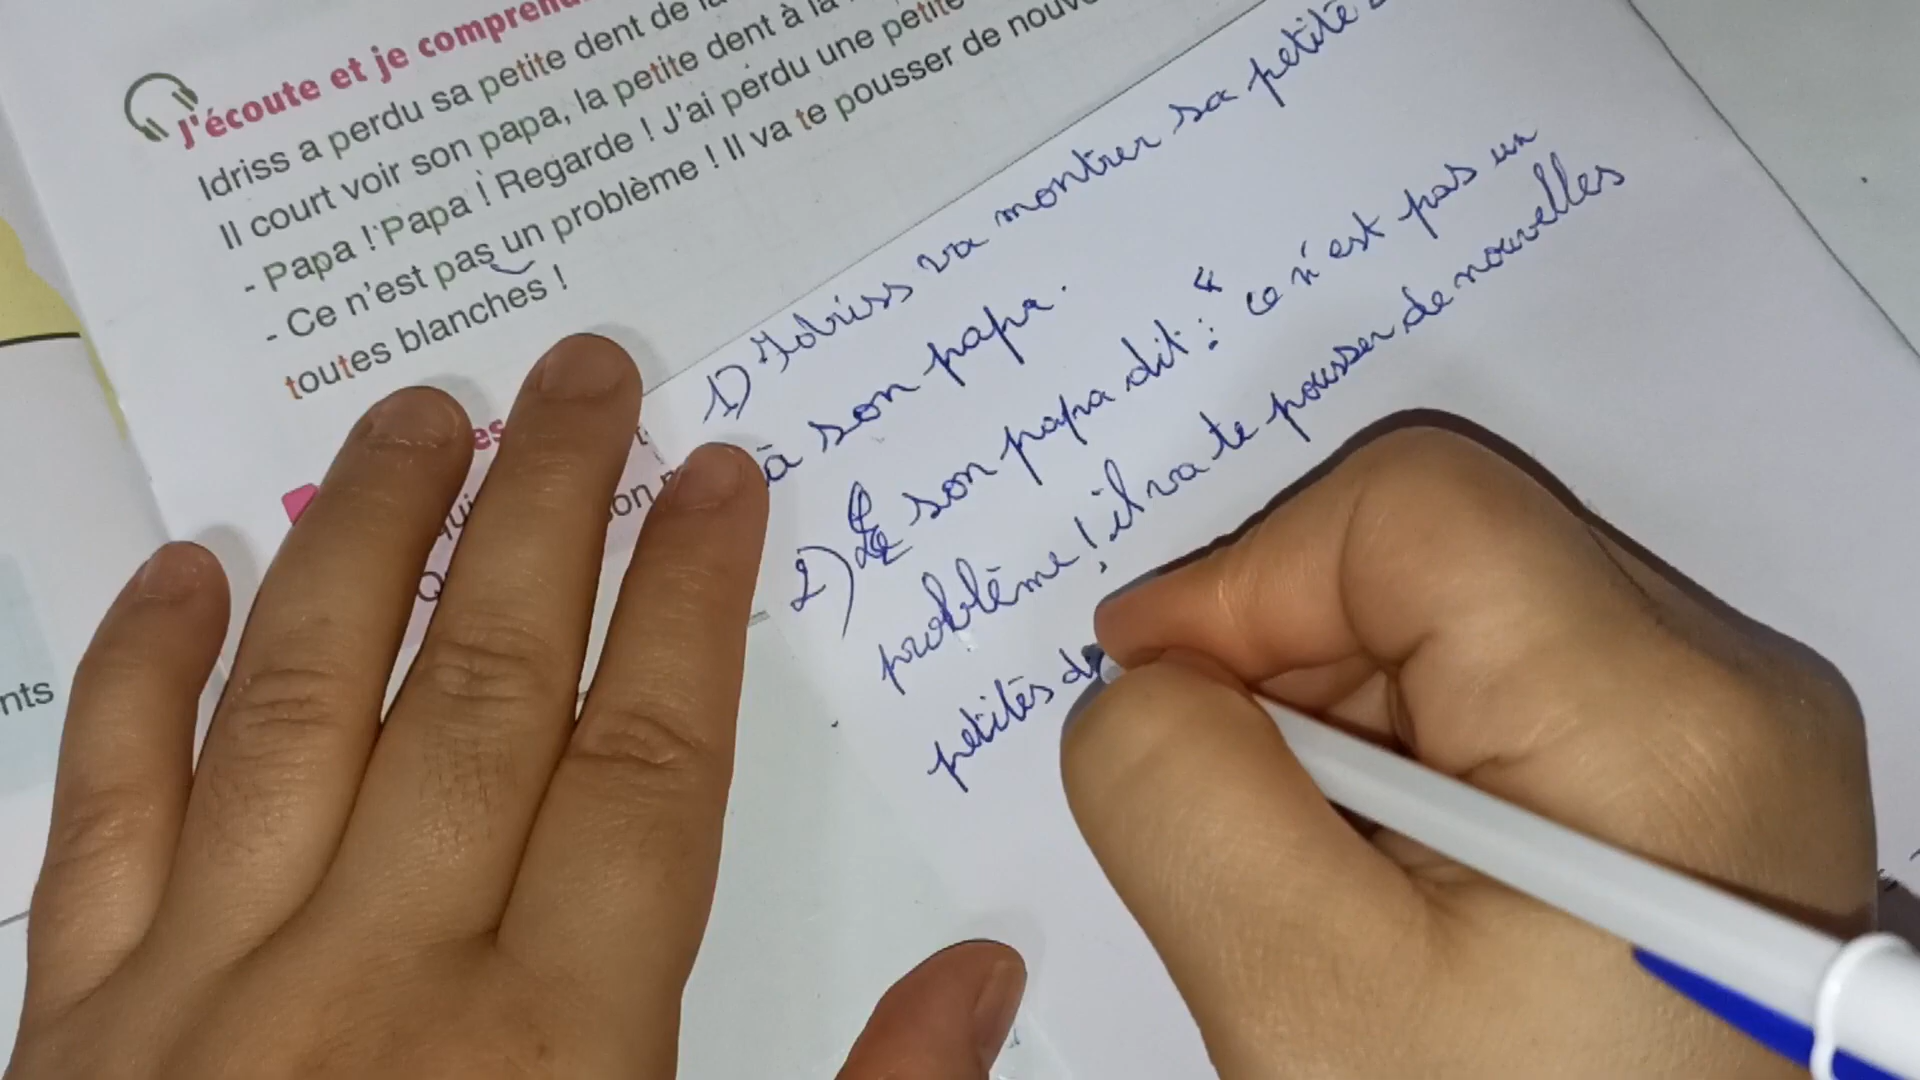 J'écoute et je comprends
Idriss a perdu sa petite dent de
Il court voir son papa, la petite dent à la
- Papa ! Papa ! Regarde ! J'ai perdu une petite
- Ce n'est pas un problème ! Il va te pousser de
toutes blanches !
1) Idriss va montrer sa petite
à son papa.
2) Le son papa dit : " ce n'est pas un
problème ! il va te pousser de nouvelles
petites
nts